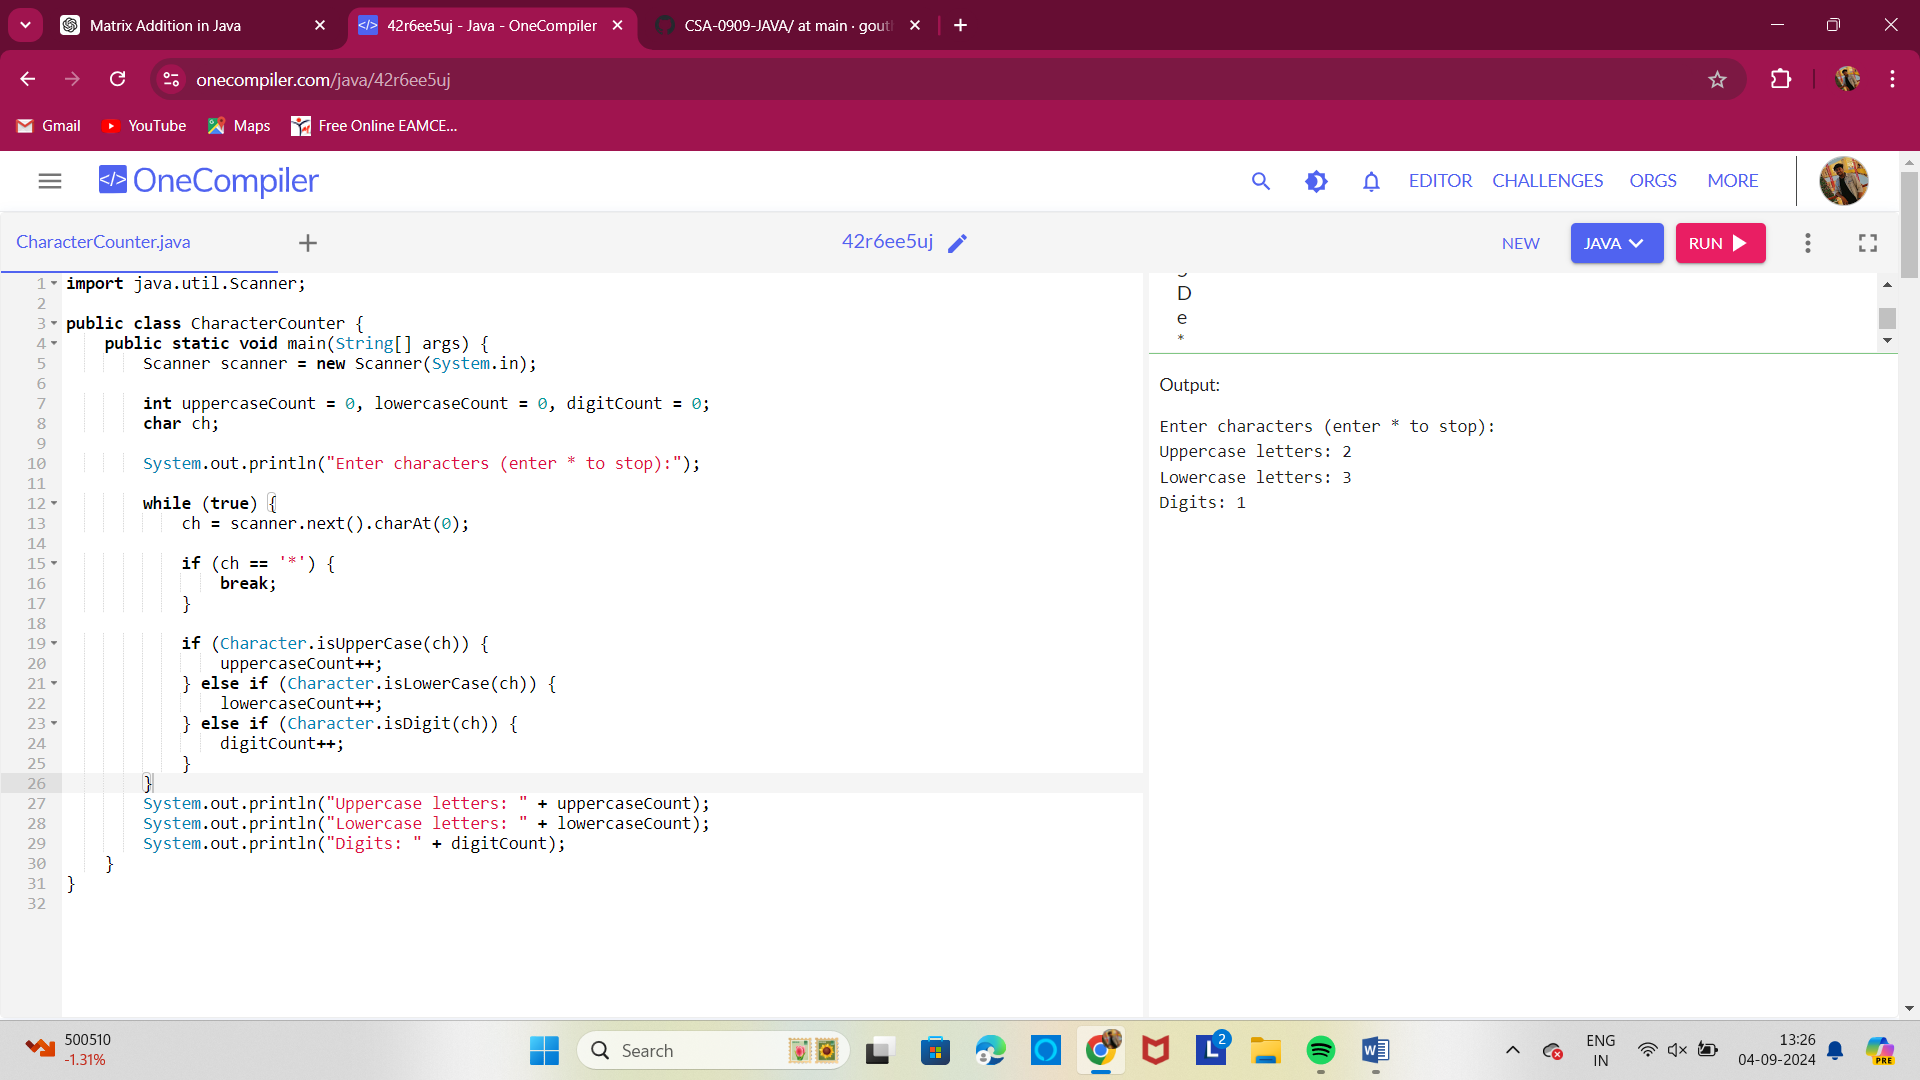 Matrix Addition in Java
42r6ee5uj - Java - OneCompiler
CSA-0909-JAVA/ at main · gout
onecompiler.com/java/42r6ee5uj
Gmail
YouTube
Maps
Free Online EAMCE...
</> OneCompiler
EDITOR
CHALLENGES
ORGS
MORE
CharacterCounter.java
42r6ee5uj
NEW
JAVA
RUN
1 import java.util.Scanner;
2
3 public class CharacterCounter {
4 public static void main(String[] args) {
5 Scanner scanner = new Scanner(System.in);
6
7 int uppercaseCount = 0, lowercaseCount = 0, digitCount = 0;
8 char ch;
9
10 System.out.println("Enter characters (enter * to stop):");
11
12 while (true) {
13 ch = scanner.next().charAt(0);
14
15 if (ch == '*') {
16 break;
17 }
18
19 if (Character.isUpperCase(ch)) {
20 uppercaseCount++;
21 } else if (Character.isLowerCase(ch)) {
22 lowercaseCount++;
23 } else if (Character.isDigit(ch)) {
24 digitCount++;
25 }
26 }
27 System.out.println("Uppercase letters: " + uppercaseCount);
28 System.out.println("Lowercase letters: " + lowercaseCount);
29 System.out.println("Digits: " + digitCount);
30 }
31 }
32
D
e
*
Output:
Enter characters (enter * to stop):
Uppercase letters: 2
Lowercase letters: 3
Digits: 1
500510
-1.31%
Search
L
2
W
ENG
IN
13:26
04-09-2024
PRE